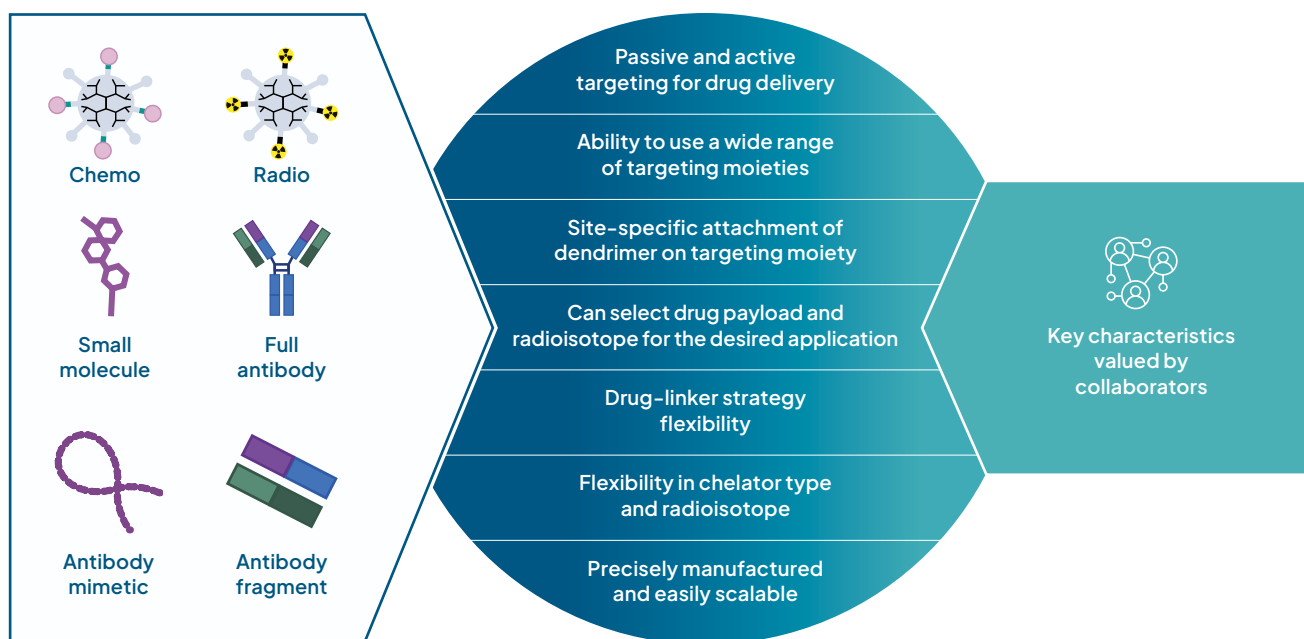 Chemo
Radio
Small
molecule
Full
antibody
Antibody
mimetic
Antibody
fragment
Passive and active
targeting for drug delivery
Ability to use a wide range
of targeting moieties
Site-specific attachment of
dendrimer on targeting moiety
Can select drug payload and
radioisotope for the desired application
Drug-linker strategy
flexibility
Flexibility in chelator type
and radioisotope
Precisely manufactured
and easily scalable
Key characteristics
valued by
collaborators